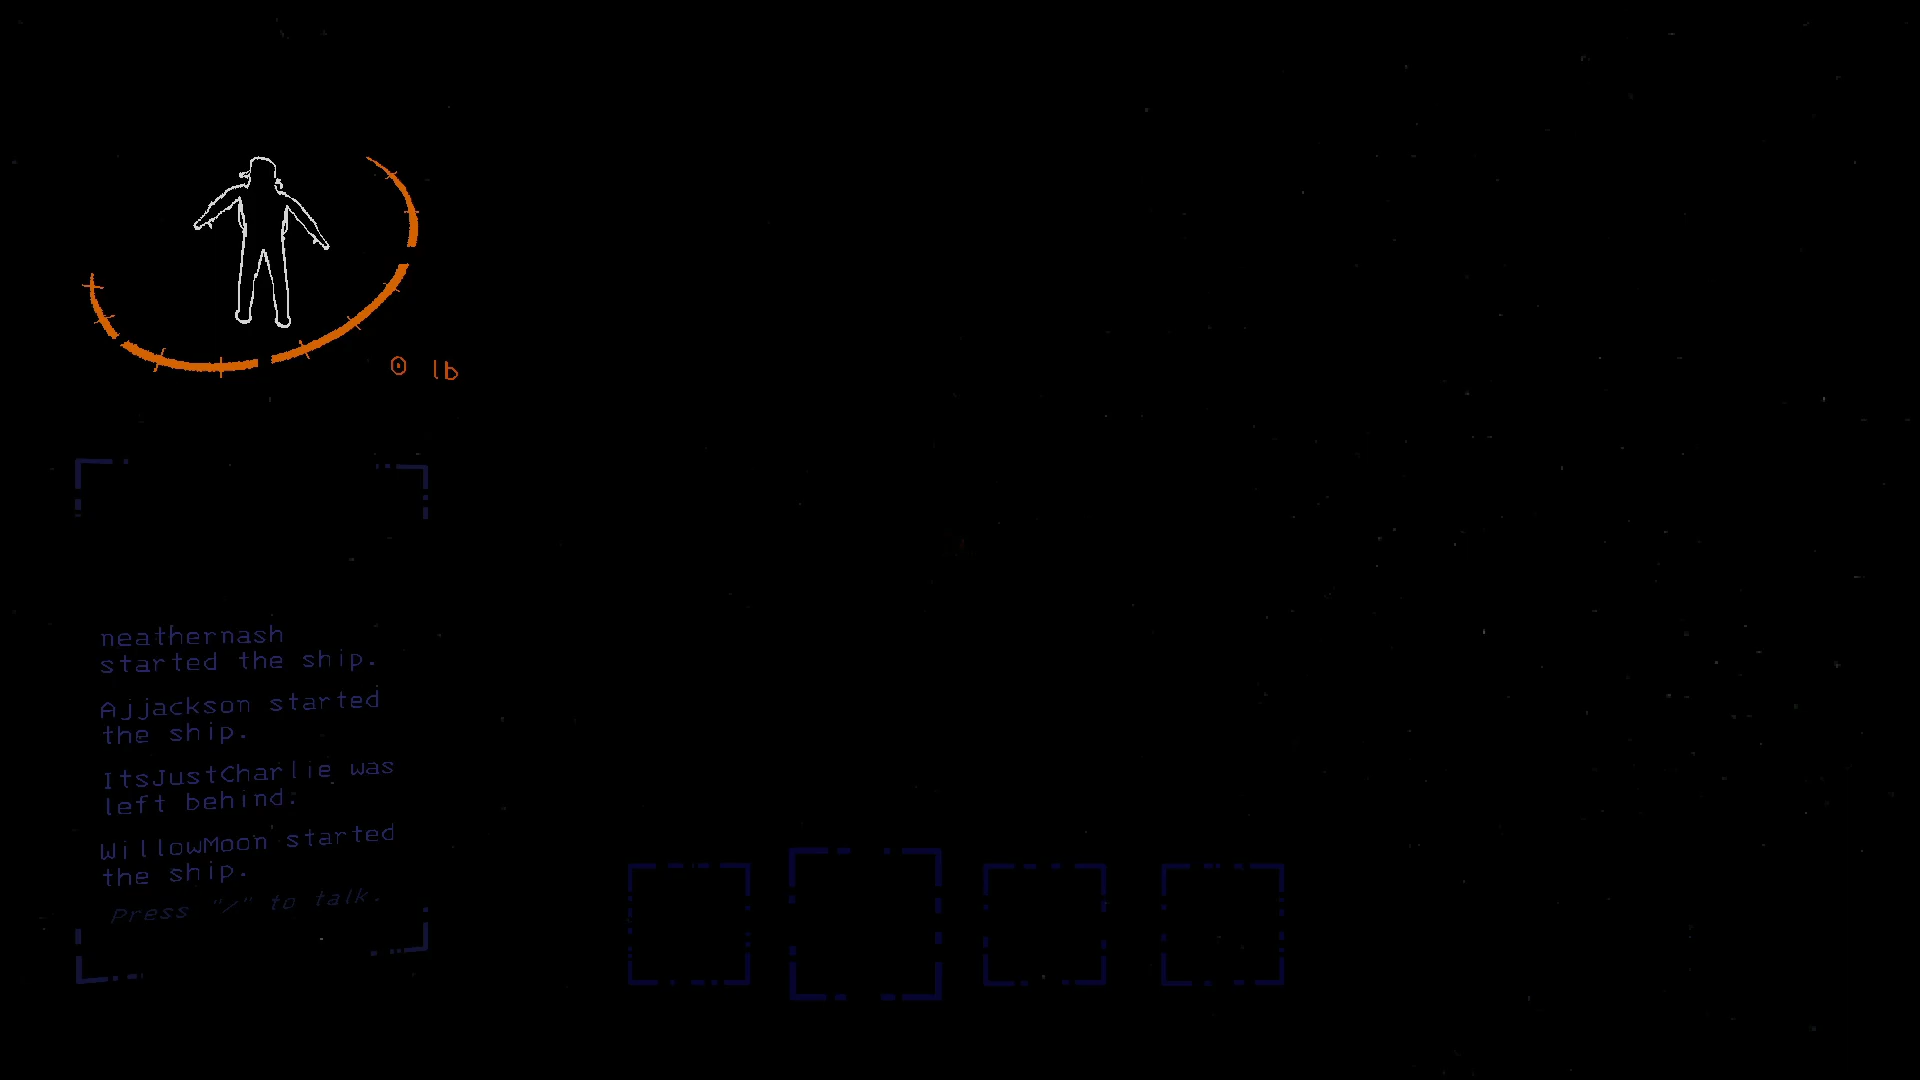 0 lb
neathernash
started the ship.
Ajjackson started
the ship.
ItsJustCharlie was
left behind.
WillowMoon started
the ship.
Press "/" to talk.